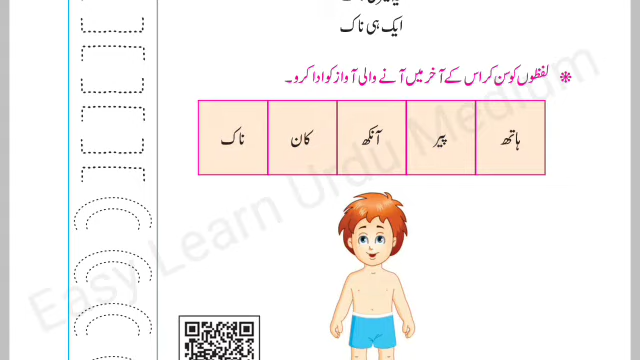 ایک ہی ناک
❋ لفظوں کو سن کر اس کے آخر میں آنے والی آواز کو ادا کرو۔
ہاتھ پیر آنکھ کان ناک
Easy Learn Urdu Medium